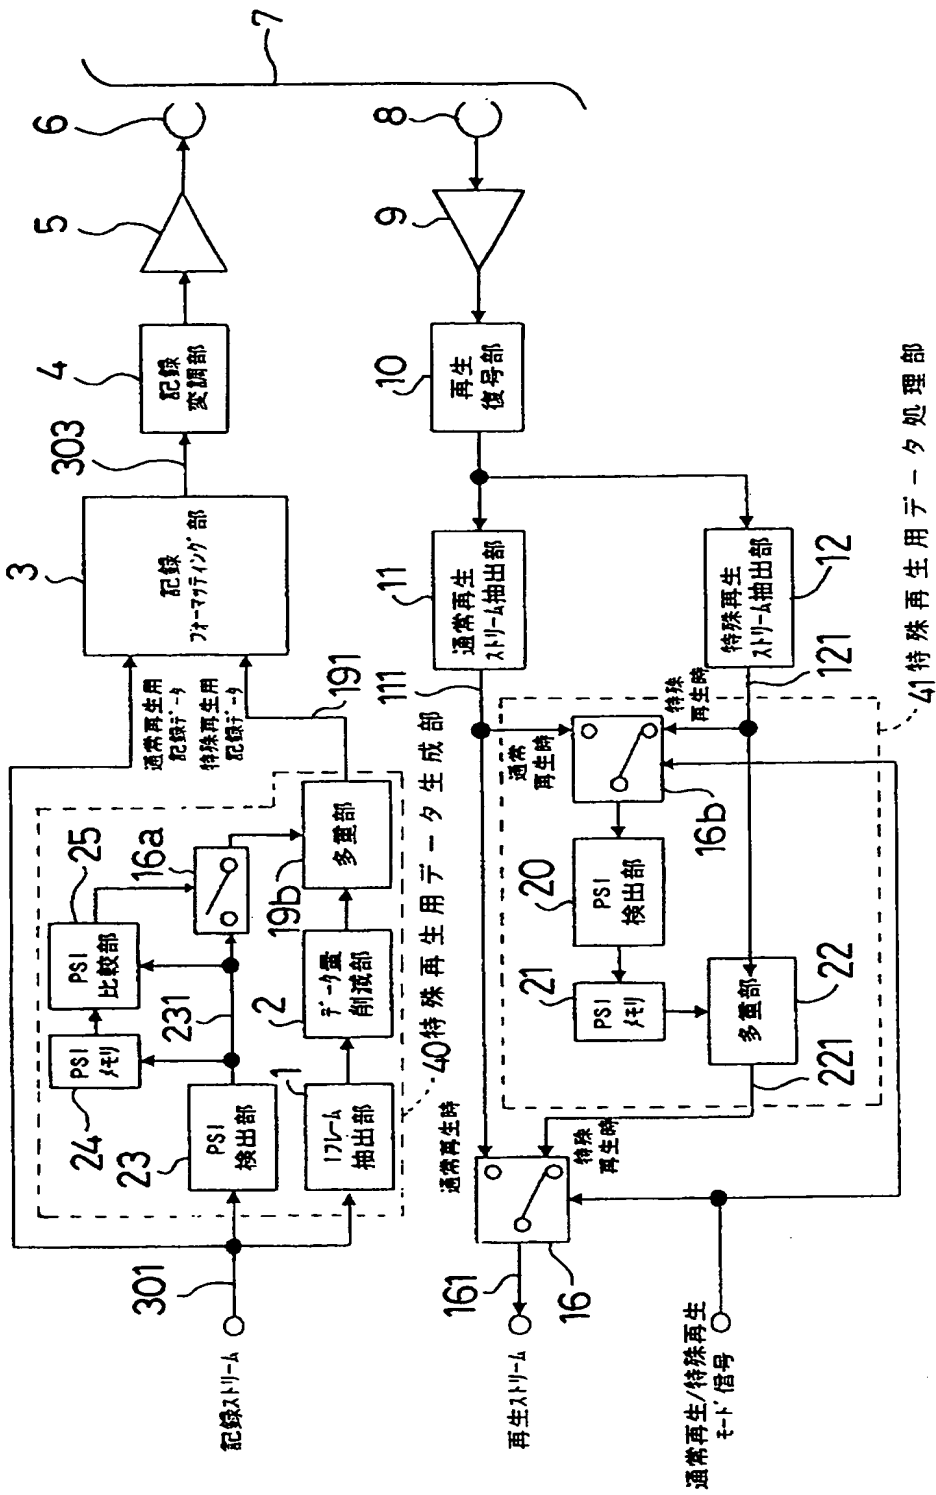 記録ストリーム
301
PSI
検出部
23
PSI
メモリ
24
PSI
比較部
25
231
16a
Iフレーム
抽出部
1
データ量
削減部
2
多重部
19b
191
40特殊再生用データ生成部
通常再生用
記録データ
特殊再生用
記録データ
記録
フォーマッティング部
3
303
記録
変調部
4
5
6
7
8
9
再生
復号部
10
通常再生
ストリーム抽出部
11
111
特殊再生
ストリーム抽出部
12
121
通常
再生時
特殊
再生時
16b
PSI
検出部
20
PSI
メモリ
21
多重部
22
221
41特殊再生用データ処理部
通常再生時
特殊
再生時
16
161
再生ストリーム
通常再生/特殊再生
モード信号